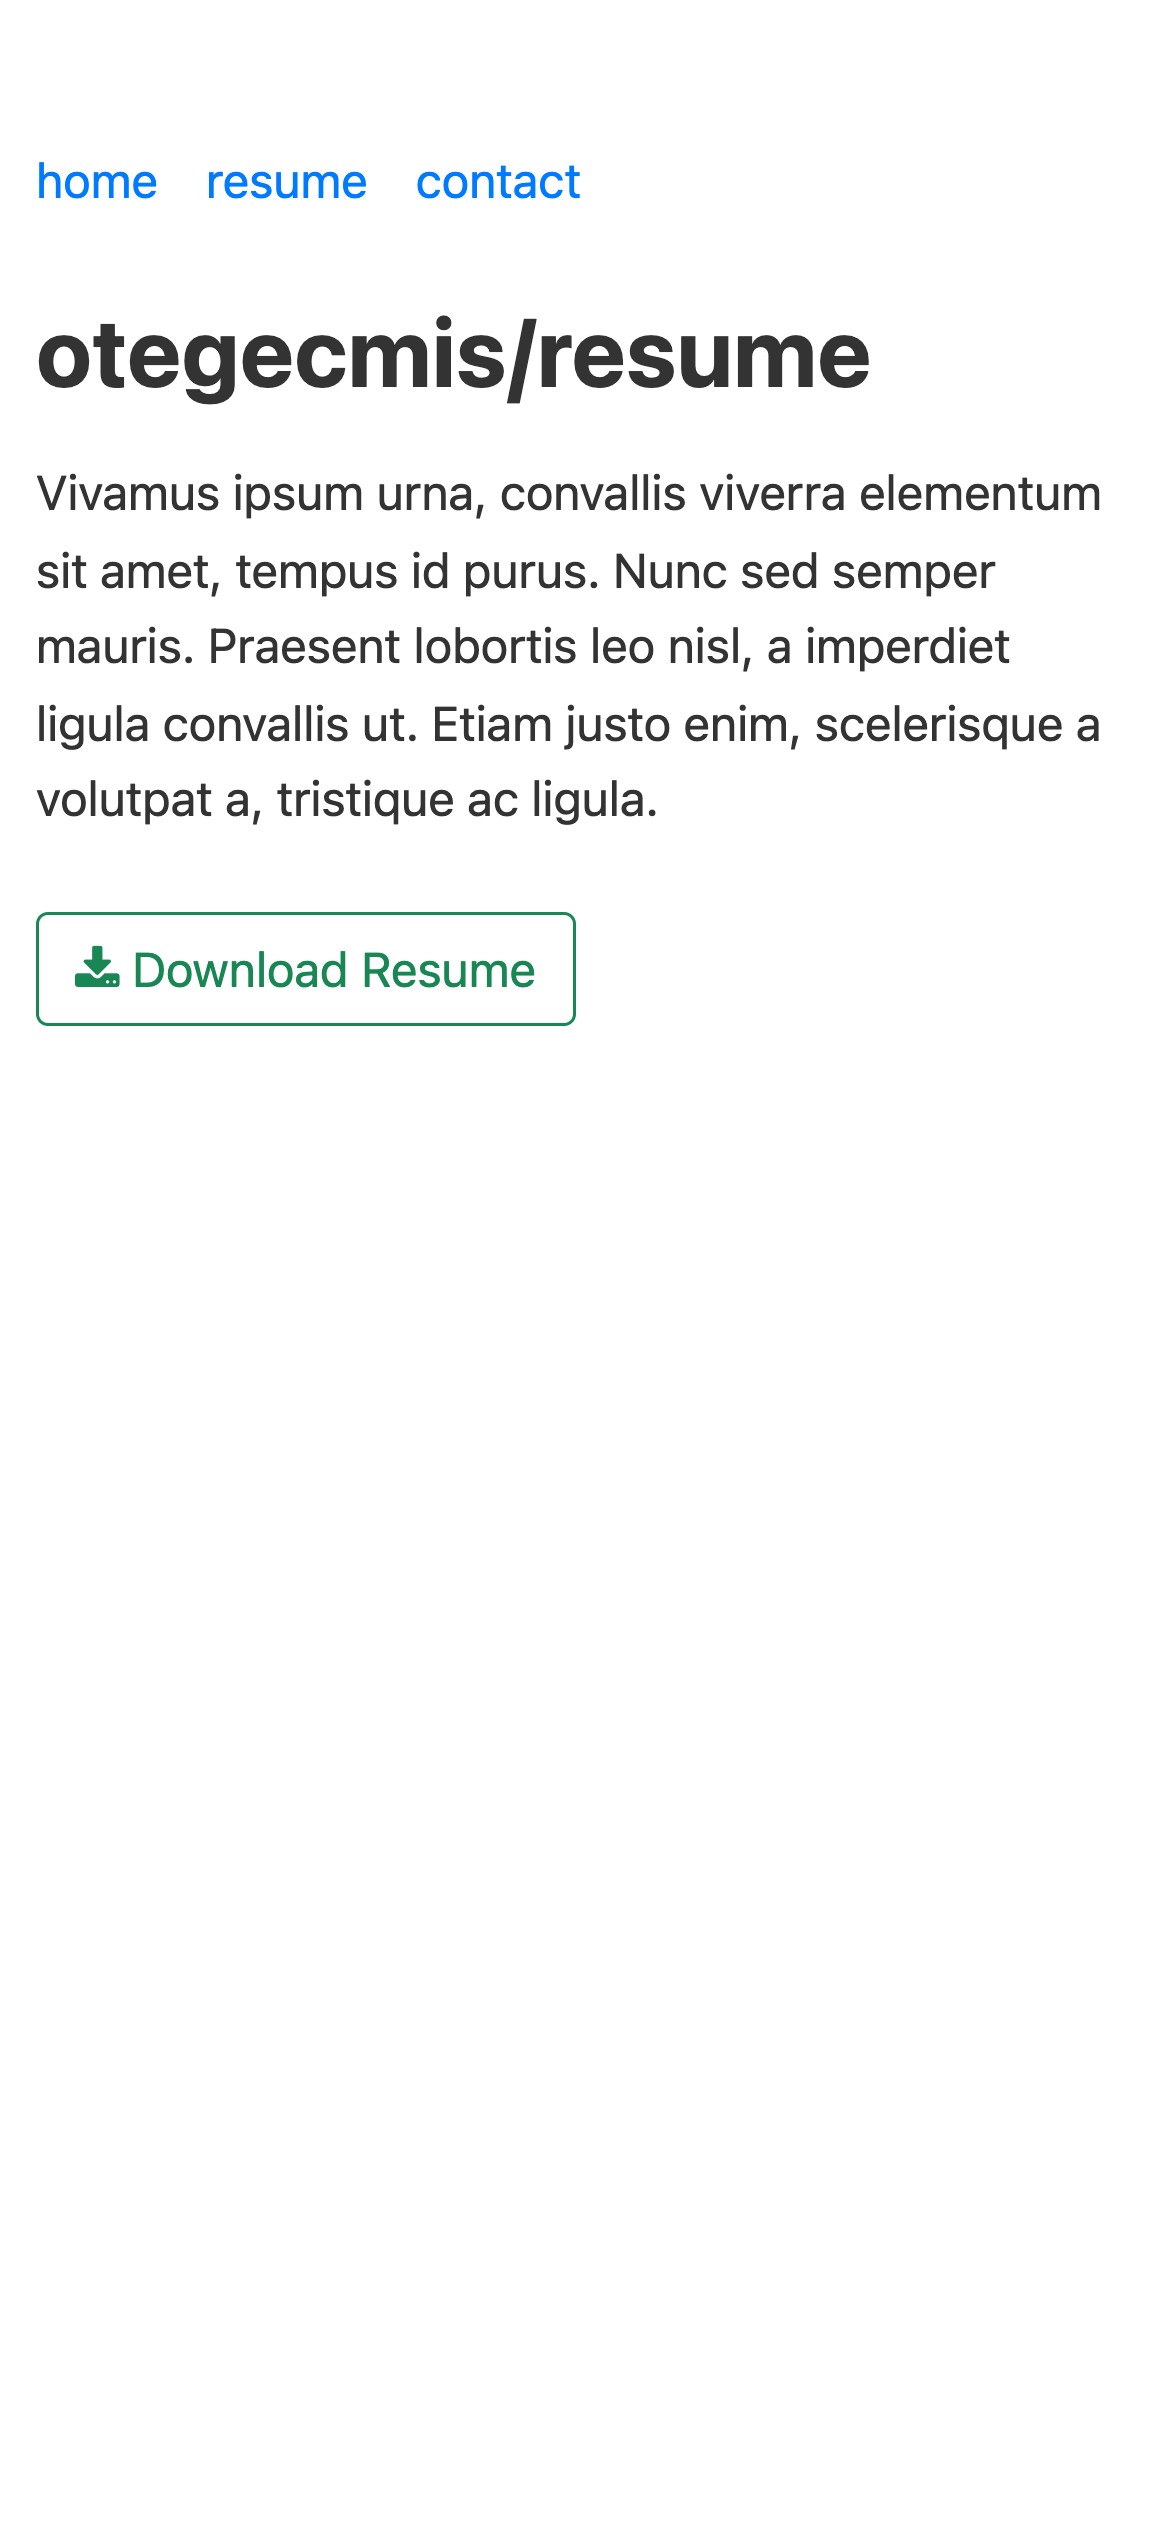 home resume contact
otegecmis/resume
Vivamus ipsum urna, convallis viverra elementum
sit amet, tempus id purus. Nunc sed semper
mauris. Praesent lobortis leo nisl, a imperdiet
ligula convallis ut. Etiam justo enim, scelerisque a
volutpat a, tristique ac ligula.
Download Resume